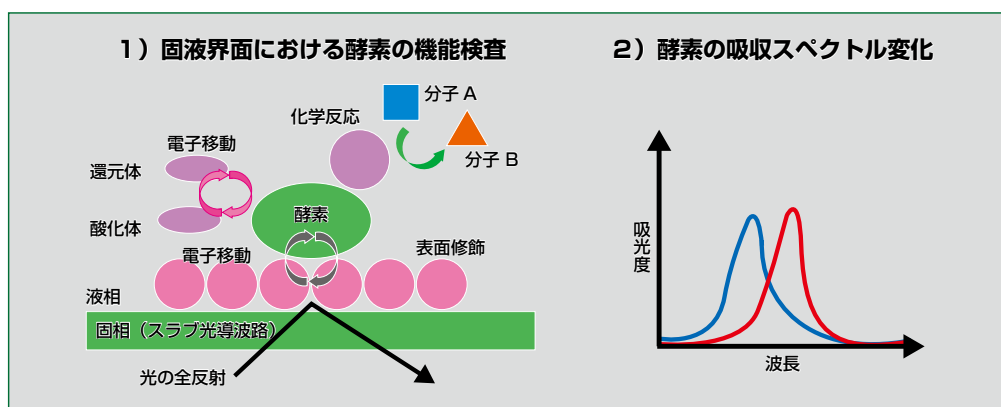 1）固液界面における酵素の機能検査
2）酵素の吸収スペクトル変化
分子 A
化学反応
電子移動
還元体
分子 B
酵素
酸化体
電子移動
表面修飾
液相
固相（スラブ光導波路）
光の全反射
吸光度
波長